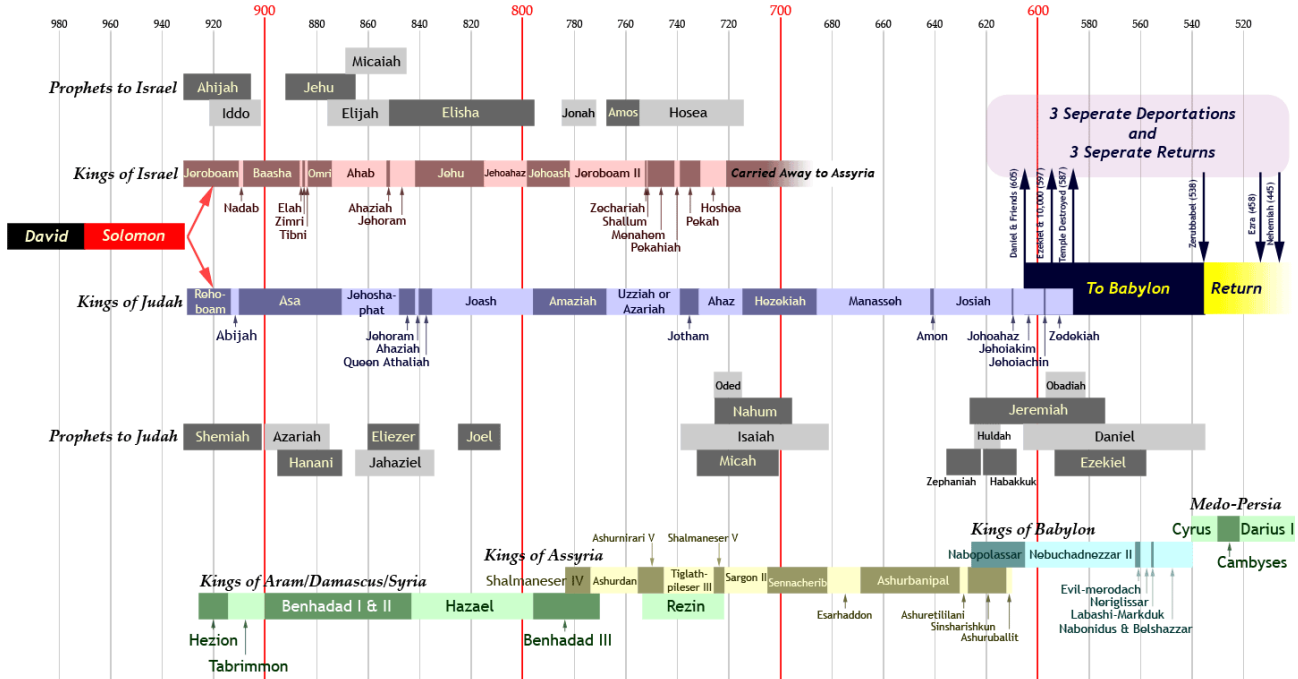 900
800
700
600
980
960
940
920
880
860
840
820
780
760
740
720
680
660
640
620
580
560
540
520
Micaiah
Prophets to Israel
Ahijah
Jehu
Iddo
Elijah
Elisha
Jonah
Amos
Hosea
3 Seperate Deportations
and
3 Seperate Returns
Kings of Israel
Jeroboam
Baasha
Omri
Ahab
Jehu
Jehoahaz
Jehoash
Jeroboam II
Carried Away to Assyria
Nadab
Elah
Zimri
Tibni
Ahaziah
Jehoram
Zechariah
Shallum
Menahem
Pekahiah
Pekah
Hoshea
Daniel & Friends (605)
Ezekiel & 10,000 (597)
Temple Destroyed (587)
Zerubbabel (538)
Ezra (458)
Nehemiah (445)
David
Solomon
Kings of Judah
Reho-
boam
Asa
Jehosha-
phat
Joash
Amaziah
Uzziah or
Azariah
Ahaz
Hezekiah
Manasseh
Josiah
To Babylon
Return
Abijah
Jehoram
Ahaziah
Queen Athaliah
Jotham
Amon
Jehoahaz
Jehoiakim
Jehoiachin
Zedekiah
Oded
Obadiah
Nahum
Jeremiah
Prophets to Judah
Shemiah
Azariah
Eliezer
Joel
Isaiah
Huldah
Daniel
Hanani
Jahaziel
Micah
Ezekiel
Zephaniah
Habakkuk
Medo-Persia
Cyrus
Darius I
Cambyses
Kings of Babylon
Nabopolassar
Nebuchadnezzar II
Evil-merodach
Neriglissar
Labashi-Markduk
Nabonidus & Belshazzar
Ashurnirari V
Shalmaneser V
Kings of Assyria
Shalmaneser IV
Ashurdan
Tiglath-
pileser III
Sargon II
Sennacherib
Ashurbanipal
Esarhaddon
Ashuretililani
Sinsharishkun
Ashuruballit
Kings of Aram/Damascus/Syria
Benhadad I & II
Hazael
Rezin
Hezion
Tabrimmon
Benhadad III